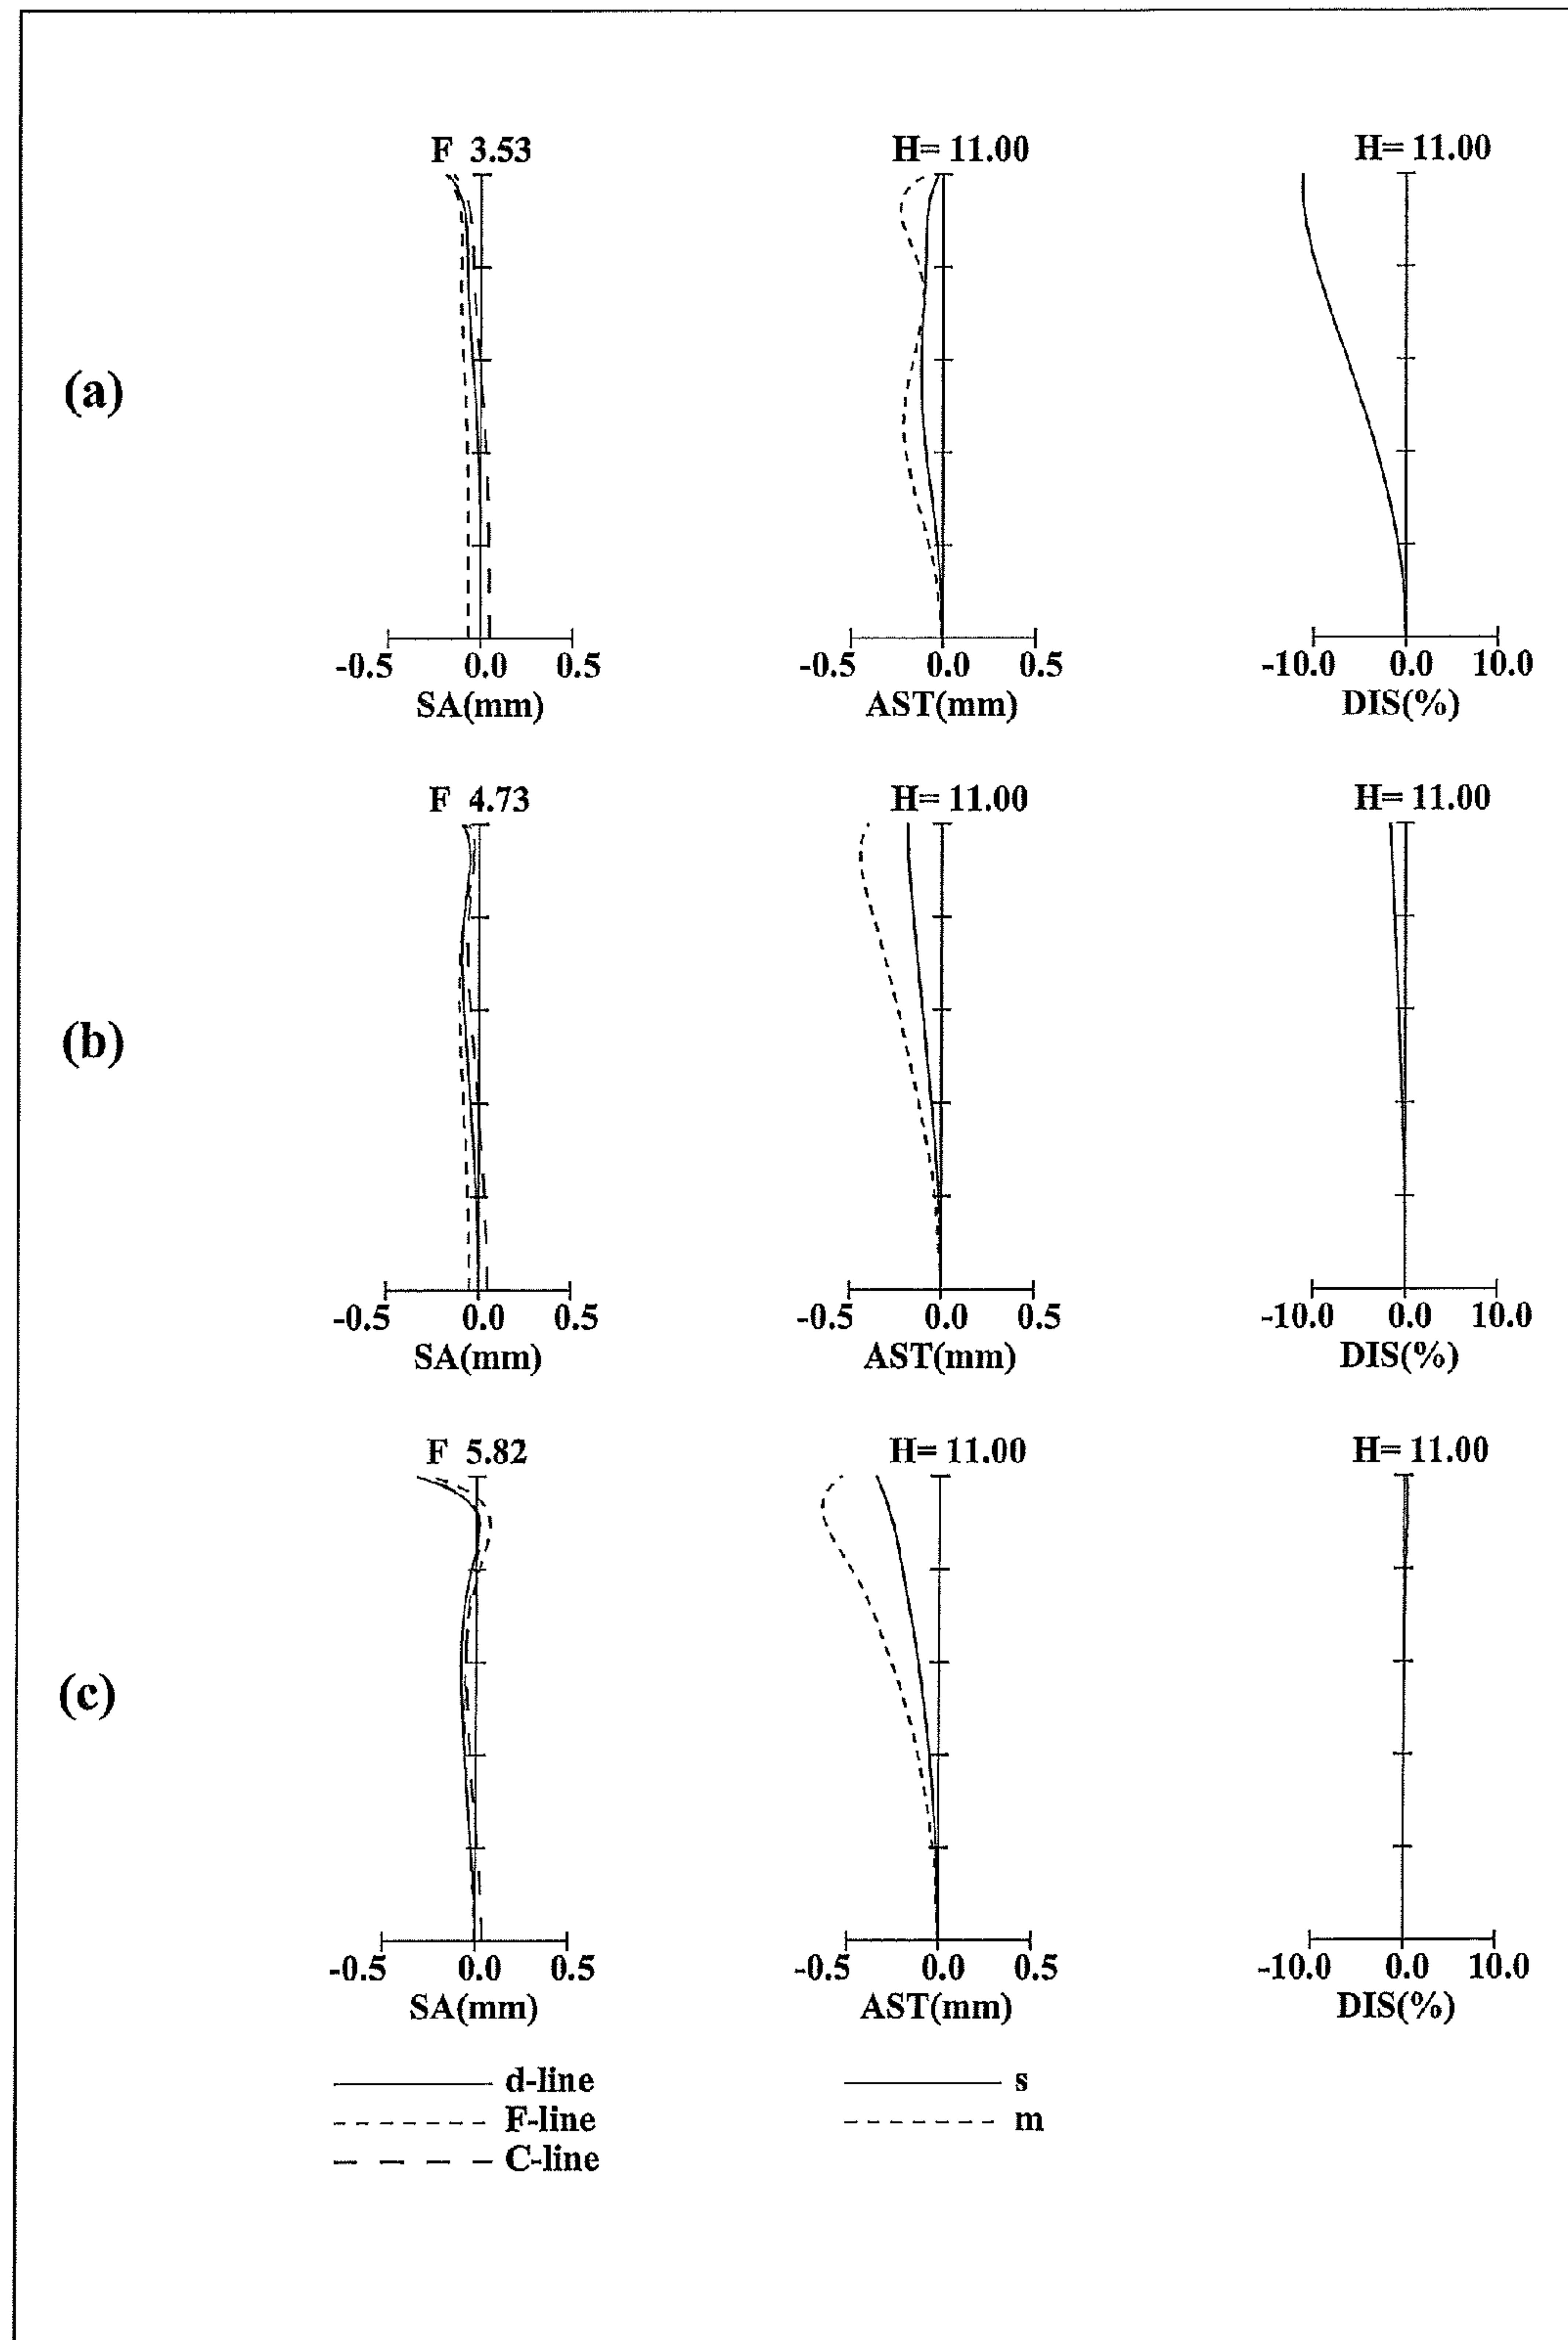 F 3.53
H= 11.00
H= 11.00
(a)
-0.5 0.0 0.5
SA(mm)
-0.5 0.0 0.5
AST(mm)
-10.0 0.0 10.0
DIS(%)
F 4.73
H= 11.00
H= 11.00
(b)
-0.5 0.0 0.5
SA(mm)
-0.5 0.0 0.5
AST(mm)
-10.0 0.0 10.0
DIS(%)
F 5.82
H= 11.00
H= 11.00
(c)
-0.5 0.0 0.5
SA(mm)
-0.5 0.0 0.5
AST(mm)
-10.0 0.0 10.0
DIS(%)
d-line
F-line
C-line
s
m